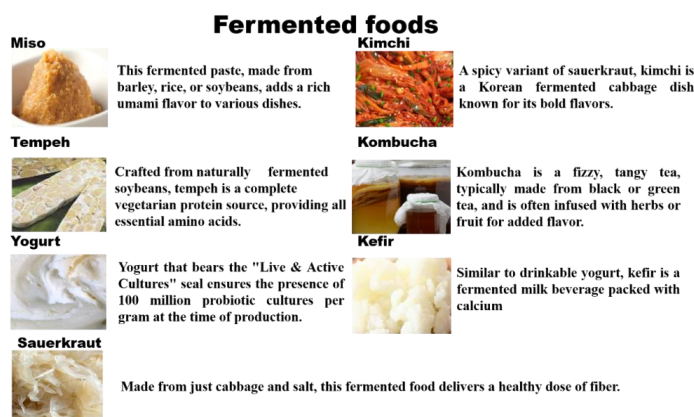 Fermented foods
Miso
This fermented paste, made from
barley, rice, or soybeans, adds a rich
umami flavor to various dishes.
Kimchi
A spicy variant of sauerkraut, kimchi is
a Korean fermented cabbage dish
known for its bold flavors.
Tempeh
Crafted from naturally fermented
soybeans, tempeh is a complete
vegetarian protein source, providing all
essential amino acids.
Kombucha
Kombucha is a fizzy, tangy tea,
typically made from black or green
tea, and is often infused with herbs or
fruit for added flavor.
Yogurt
Yogurt that bears the "Live & Active
Cultures" seal ensures the presence of
100 million probiotic cultures per
gram at the time of production.
Kefir
Similar to drinkable yogurt, kefir is a
fermented milk beverage packed with
calcium
Sauerkraut
Made from just cabbage and salt, this fermented food delivers a healthy dose of fiber.